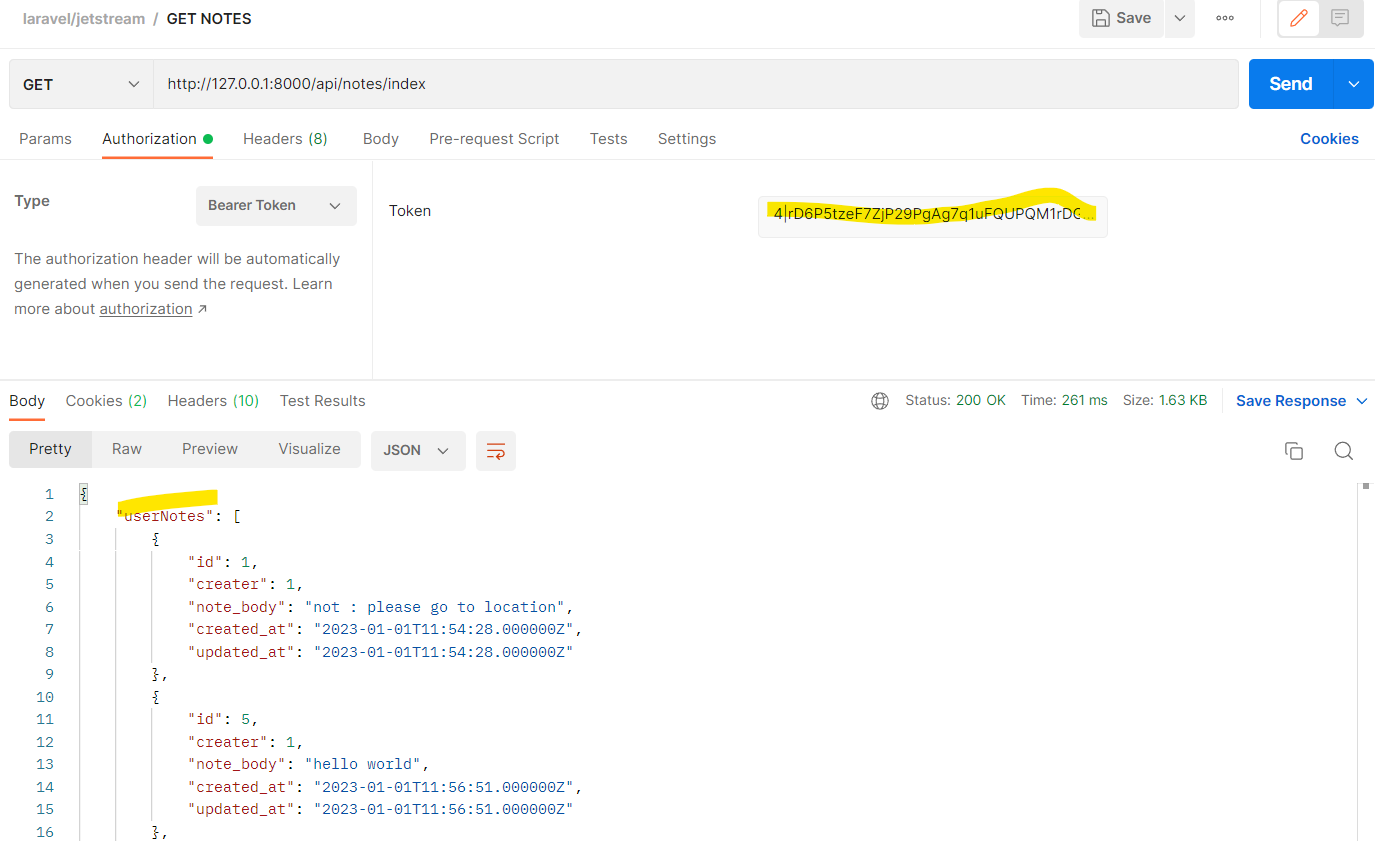 laravel/jetstream / GET NOTES
Save
GET
http://127.0.0.1:8000/api/notes/index
Send
Params Authorization Headers (8) Body Pre-request Script Tests Settings Cookies
Type
Bearer Token
Token
4|rD6P5tzeF7ZjP29PgAg7q1uFQUPQM1rDG...
The authorization header will be automatically
generated when you send the request. Learn
more about authorization ↗
Body Cookies (2) Headers (10) Test Results
Status: 200 OK Time: 261 ms Size: 1.63 KB Save Response
Pretty Raw Preview Visualize JSON
1 {
2 "userNotes": [
3 {
4 "id": 1,
5 "creater": 1,
6 "note_body": "not : please go to location",
7 "created_at": "2023-01-01T11:54:28.000000Z",
8 "updated_at": "2023-01-01T11:54:28.000000Z"
9 },
10 {
11 "id": 5,
12 "creater": 1,
13 "note_body": "hello world",
14 "created_at": "2023-01-01T11:56:51.000000Z",
15 "updated_at": "2023-01-01T11:56:51.000000Z"
16 },